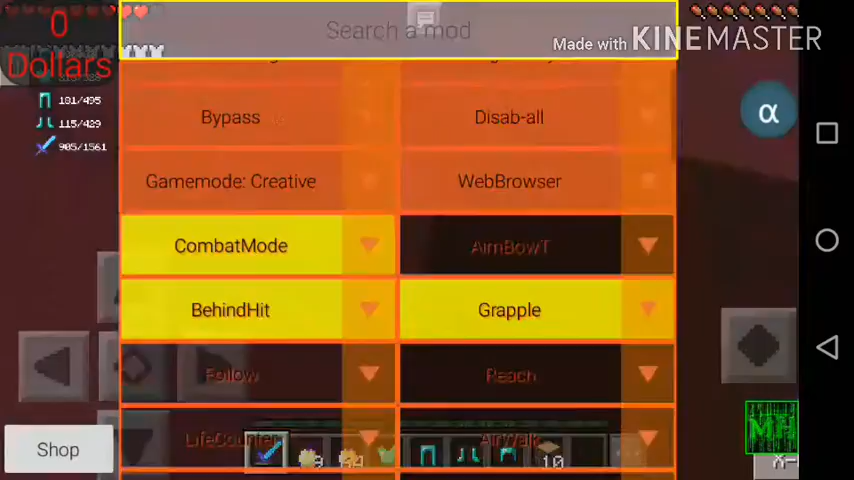 0
Dollars
Search a mod
Made with KINEMASTER
181/495
115/429
905/1561
α
Bypass
Disab-all
Gamemode: Creative
WebBrowser
CombatMode
AimBowT
BehindHit
Grapple
Follow
Reach
LifeCounter
AirWalk
Shop
10
MH